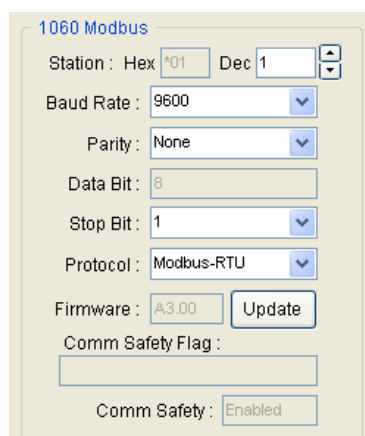 1060 Modbus
Station : Hex *01 Dec 1
Baud Rate : 9600
Parity : None
Data Bit : 8
Stop Bit : 1
Protocol : Modbus-RTU
Firmware : A3.00 Update
Comm Safety Flag :
Comm Safety : Enabled